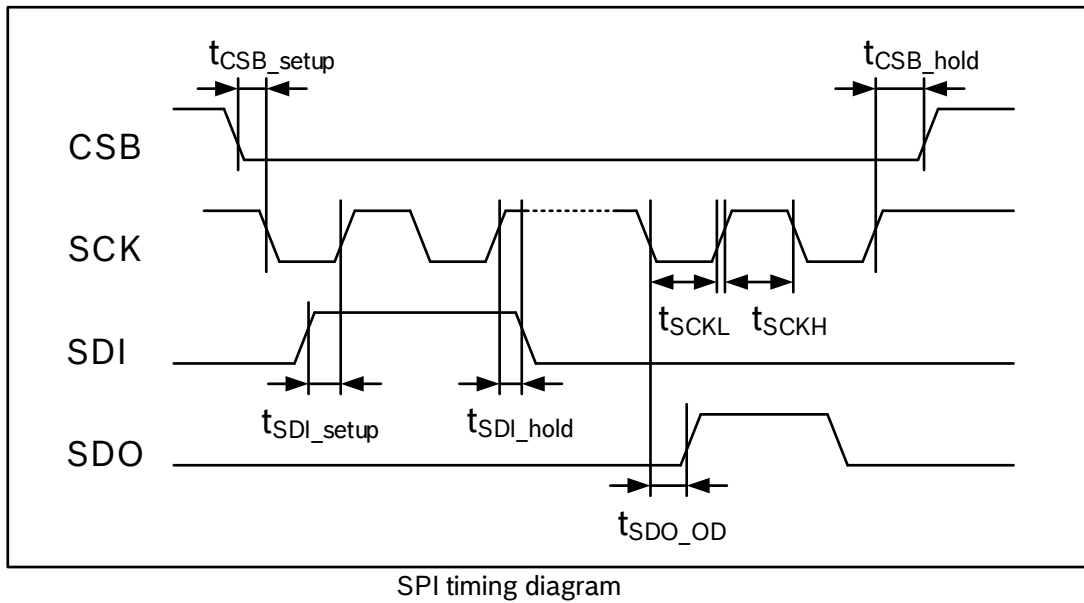 tCSB_setup
tCSB_hold
CSB
SCK
tSCKL
tSCKH
SDI
tSDI_setup
tSDI_hold
SDO
tSDO_OD
SPI timing diagram